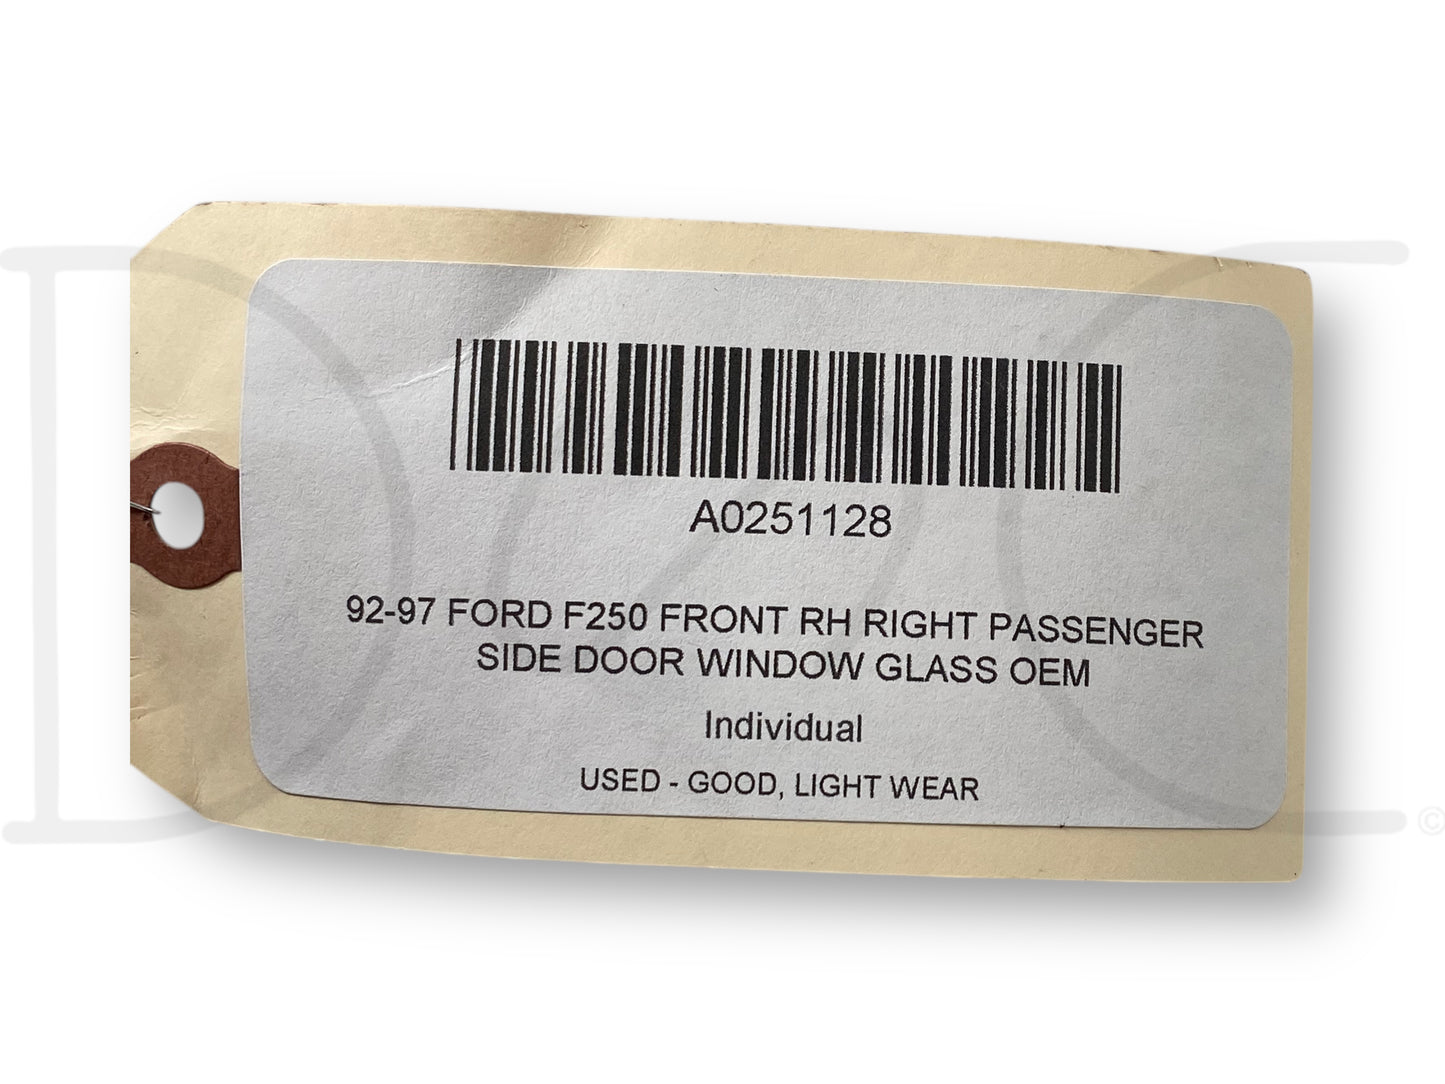 A0251128
92-97 FORD F250 FRONT RH RIGHT PASSENGER
SIDE DOOR WINDOW GLASS OEM
Individual
USED - GOOD, LIGHT WEAR
D2C
©